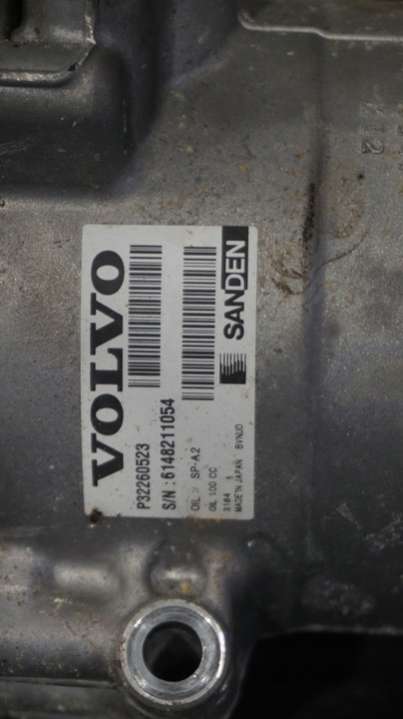 VOLVO
P32260523
S/N : 6148211054
OIL : SP-A2
OIL 100 CC
MADE IN JAPAN
SANDEN